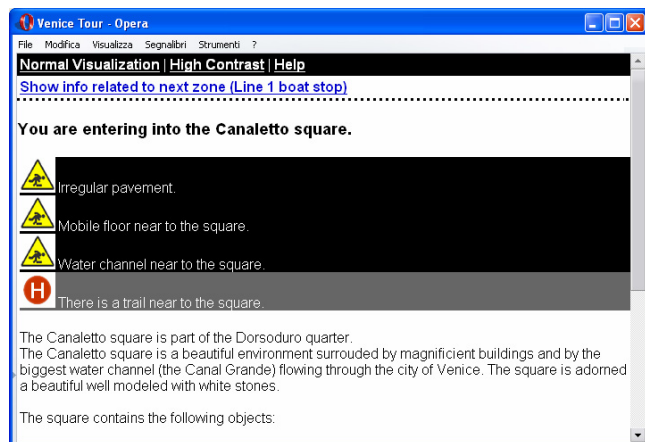 Venice Tour - Opera
File Modifica Visualizza Segnalibri Strumenti ?
Normal Visualization | High Contrast | Help
Show info related to next zone (Line 1 boat stop)
You are entering into the Canaletto square.
Irregular pavement.
Mobile floor near to the square.
Water channel near to the square.
H There is a trail near to the square.
The Canaletto square is part of the Dorsoduro quarter.
The Canaletto square is a beautiful environment surrouded by magnificient buildings and by the
biggest water channel (the Canal Grande) flowing through the city of Venice. The square is adorned
a beautiful well modeled with white stones.
The square contains the following objects: